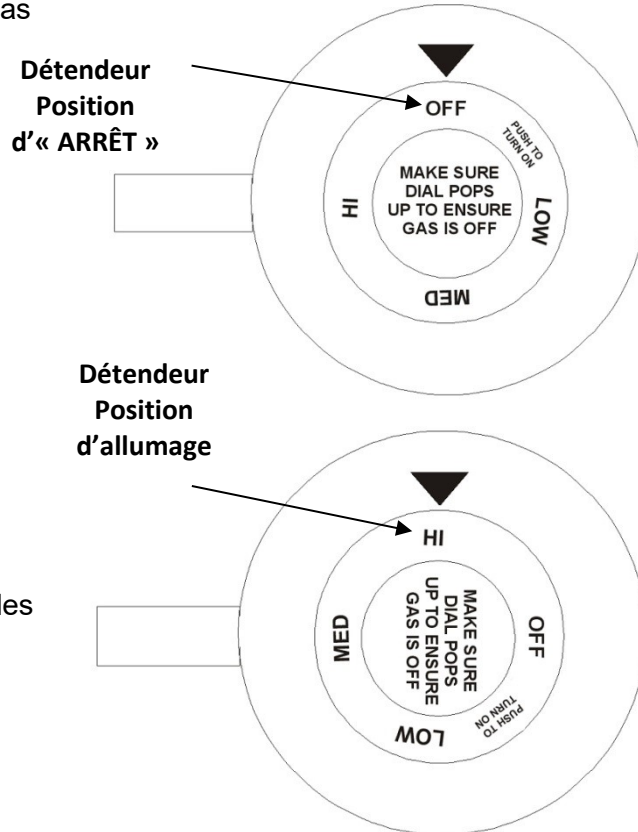 as
Détendeur
Position
d'« ARRÊT »
OFF
PUSH TO
TURN ON
LOW
MED
HI
MAKE SURE
DIAL POPS
UP TO ENSURE
GAS IS OFF
Détendeur
Position
d'allumage
HI
OFF
PUSH TO
TURN ON
LOW
MED
MAKE SURE
DIAL POPS
UP TO ENSURE
GAS IS OFF
les